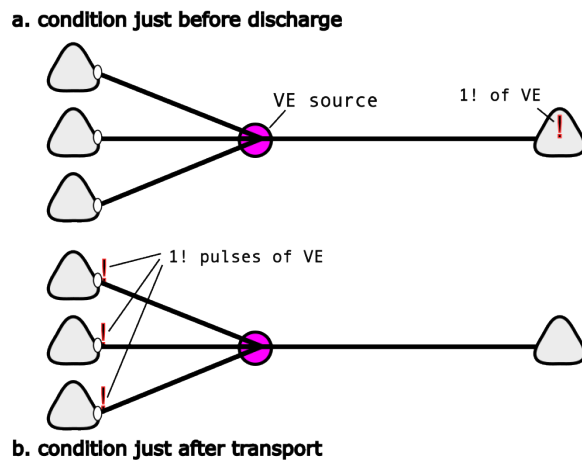 a. condition just before discharge
VE source
1! of VE
!
1! pulses of VE
!
!
!
b. condition just after transport